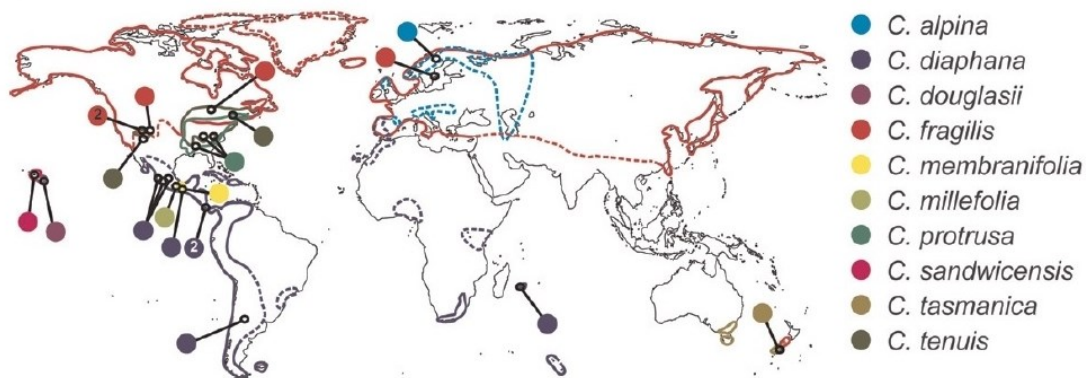 C. alpina
C. diaphana
C. douglasii
C. fragilis
C. membranifolia
C. millefolia
C. protrusa
C. sandwicensis
C. tasmanica
C. tenuis
2
2